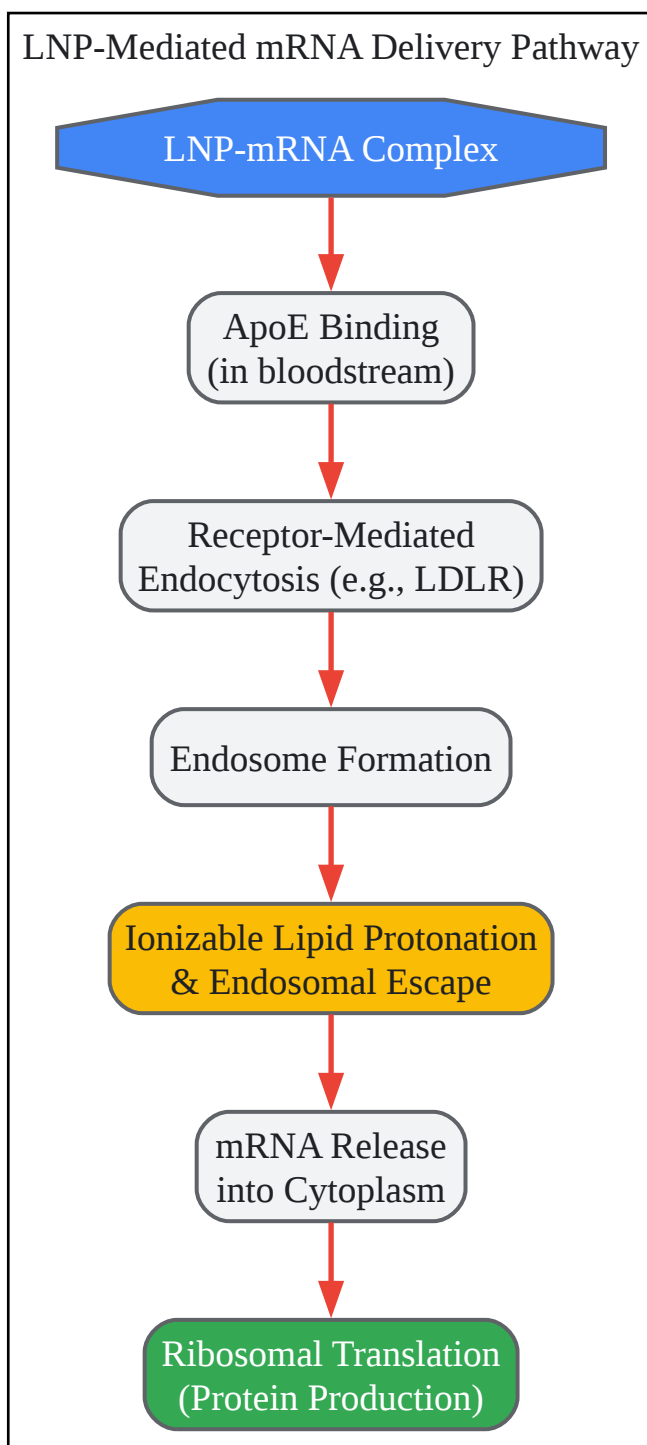 LNP-Mediated mRNA Delivery Pathway
LNP-mRNA Complex
ApoE Binding
(in bloodstream)
Receptor-Mediated
Endocytosis (e.g., LDLR)
Endosome Formation
Ionizable Lipid Protonation
& Endosomal Escape
mRNA Release
into Cytoplasm
Ribosomal Translation
(Protein Production)